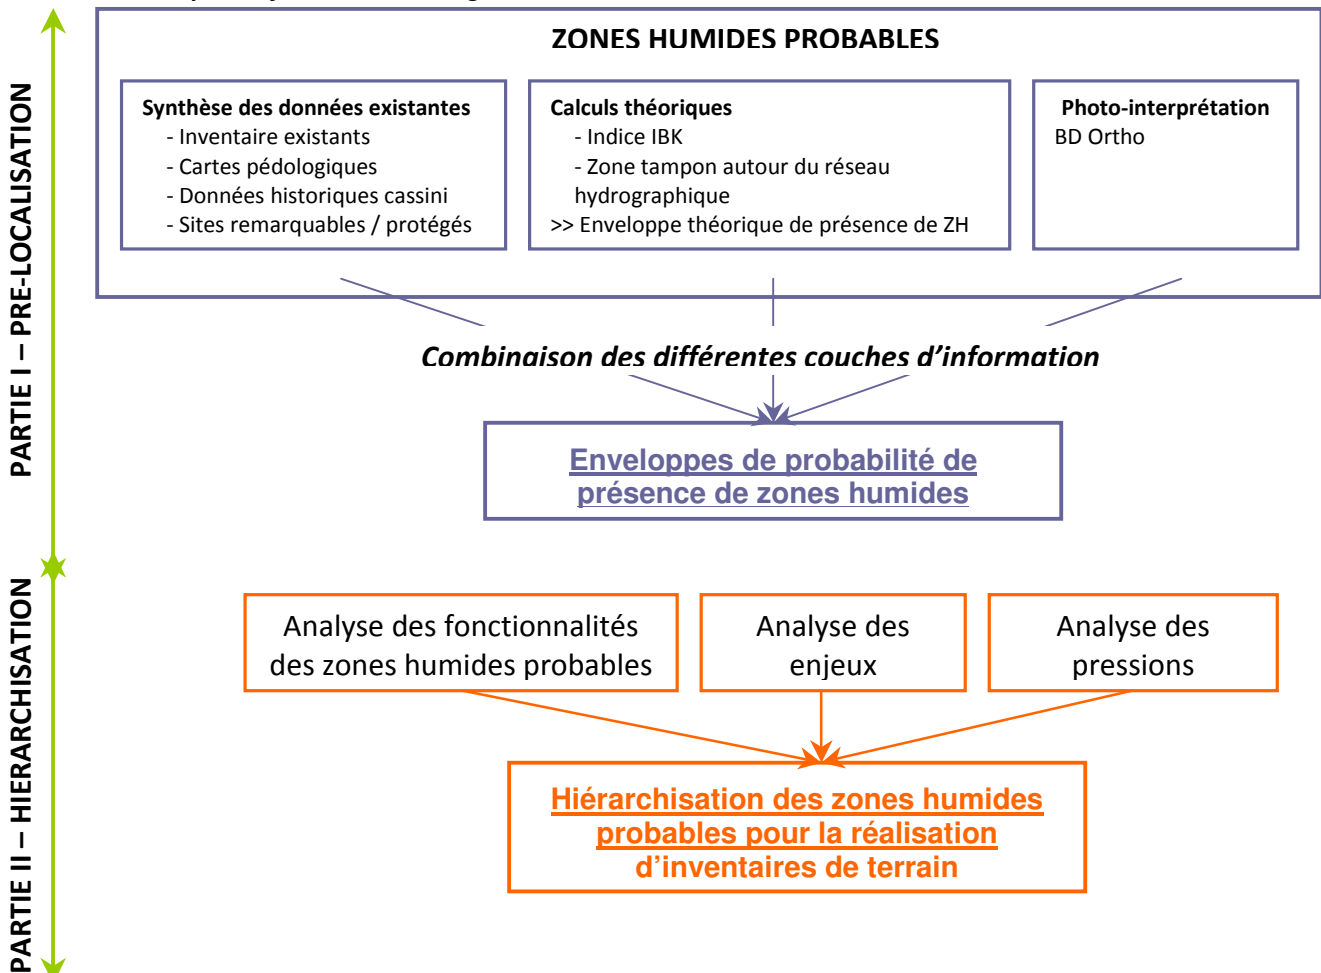 ZONES HUMIDES PROBABLES
Synthèse des données existantes
- Inventaire existants
- Cartes pédologiques
- Données historiques cassini
- Sites remarquables / protégés
Calculs théoriques
- Indice IBK
- Zone tampon autour du réseau
hydrographique
>> Enveloppe théorique de présence de ZH
Photo-interprétation
BD Ortho
Combinaison des différentes couches d’information
Enveloppes de probabilité de
présence de zones humides
PARTIE I – PRE-LOCALISATION
Analyse des fonctionnalités
des zones humides probables
Analyse des
enjeux
Analyse des
pressions
Hiérarchisation des zones humides
probables pour la réalisation
d’inventaires de terrain
PARTIE II – HIERARCHISATION